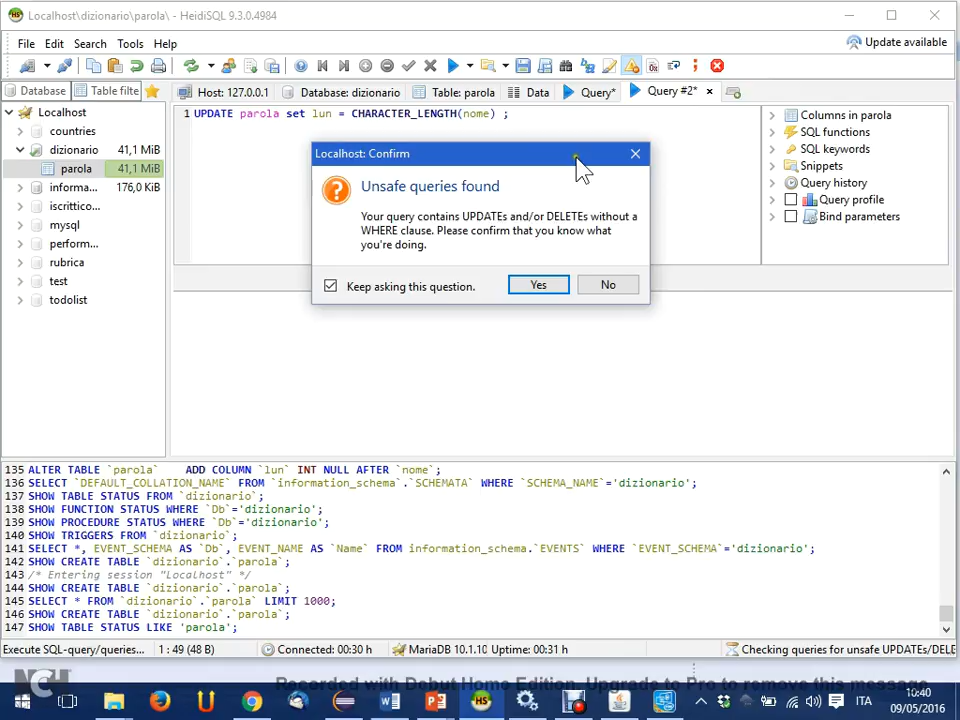 Localhost\dizionario\parola\ - HeidiSQL 9.3.0.4984
File Edit Search Tools Help
Update available
Database Table filte Host: 127.0.0.1 Database: dizionario Table: parola Data Query* Query #2*
Localhost
countries
dizionario 41,1 MiB
parola 41,1 MiB
informa... 176,0 KiB
iscrittico...
mysql
perform...
rubrica
test
todolist
1 UPDATE parola set lun = CHARACTER_LENGTH(nome) ;
Columns in parola
SQL functions
SQL keywords
Snippets
Query history
Query profile
Bind parameters
Localhost: Confirm
Unsafe queries found
Your query contains UPDATEs and/or DELETEs without a
WHERE clause. Please confirm that you know what
you're doing.
Keep asking this question.
Yes No
135 ALTER TABLE `parola` ADD COLUMN `lun` INT NULL AFTER `nome`;
136 SELECT `DEFAULT_COLLATION_NAME` FROM `information_schema`.`SCHEMATA` WHERE `SCHEMA_NAME`='dizionario';
137 SHOW TABLE STATUS FROM `dizionario`;
138 SHOW FUNCTION STATUS WHERE `Db`='dizionario';
139 SHOW PROCEDURE STATUS WHERE `Db`='dizionario';
140 SHOW TRIGGERS FROM `dizionario`;
141 SELECT *, EVENT_SCHEMA AS `Db`, EVENT_NAME AS `Name` FROM information_schema.`EVENTS` WHERE `EVENT_SCHEMA`='dizionario';
142 SHOW CREATE TABLE `dizionario`.`parola`;
143 /* Entering session "Localhost" */
144 SHOW CREATE TABLE `dizionario`.`parola`;
145 SELECT * FROM `dizionario`.`parola` LIMIT 1000;
146 SHOW CREATE TABLE `dizionario`.`parola`;
147 SHOW TABLE STATUS LIKE 'parola';
Execute SQL-query/queries... 1 : 49 (48 B) Connected: 00:30 h MariaDB 10.1.10 Uptime: 00:31 h Checking queries for unsafe UPDATEs/DELE
NCH
Recorded with Debut Home Edition. Upgrade to Pro to remove this message
ITA
10:40
09/05/2016